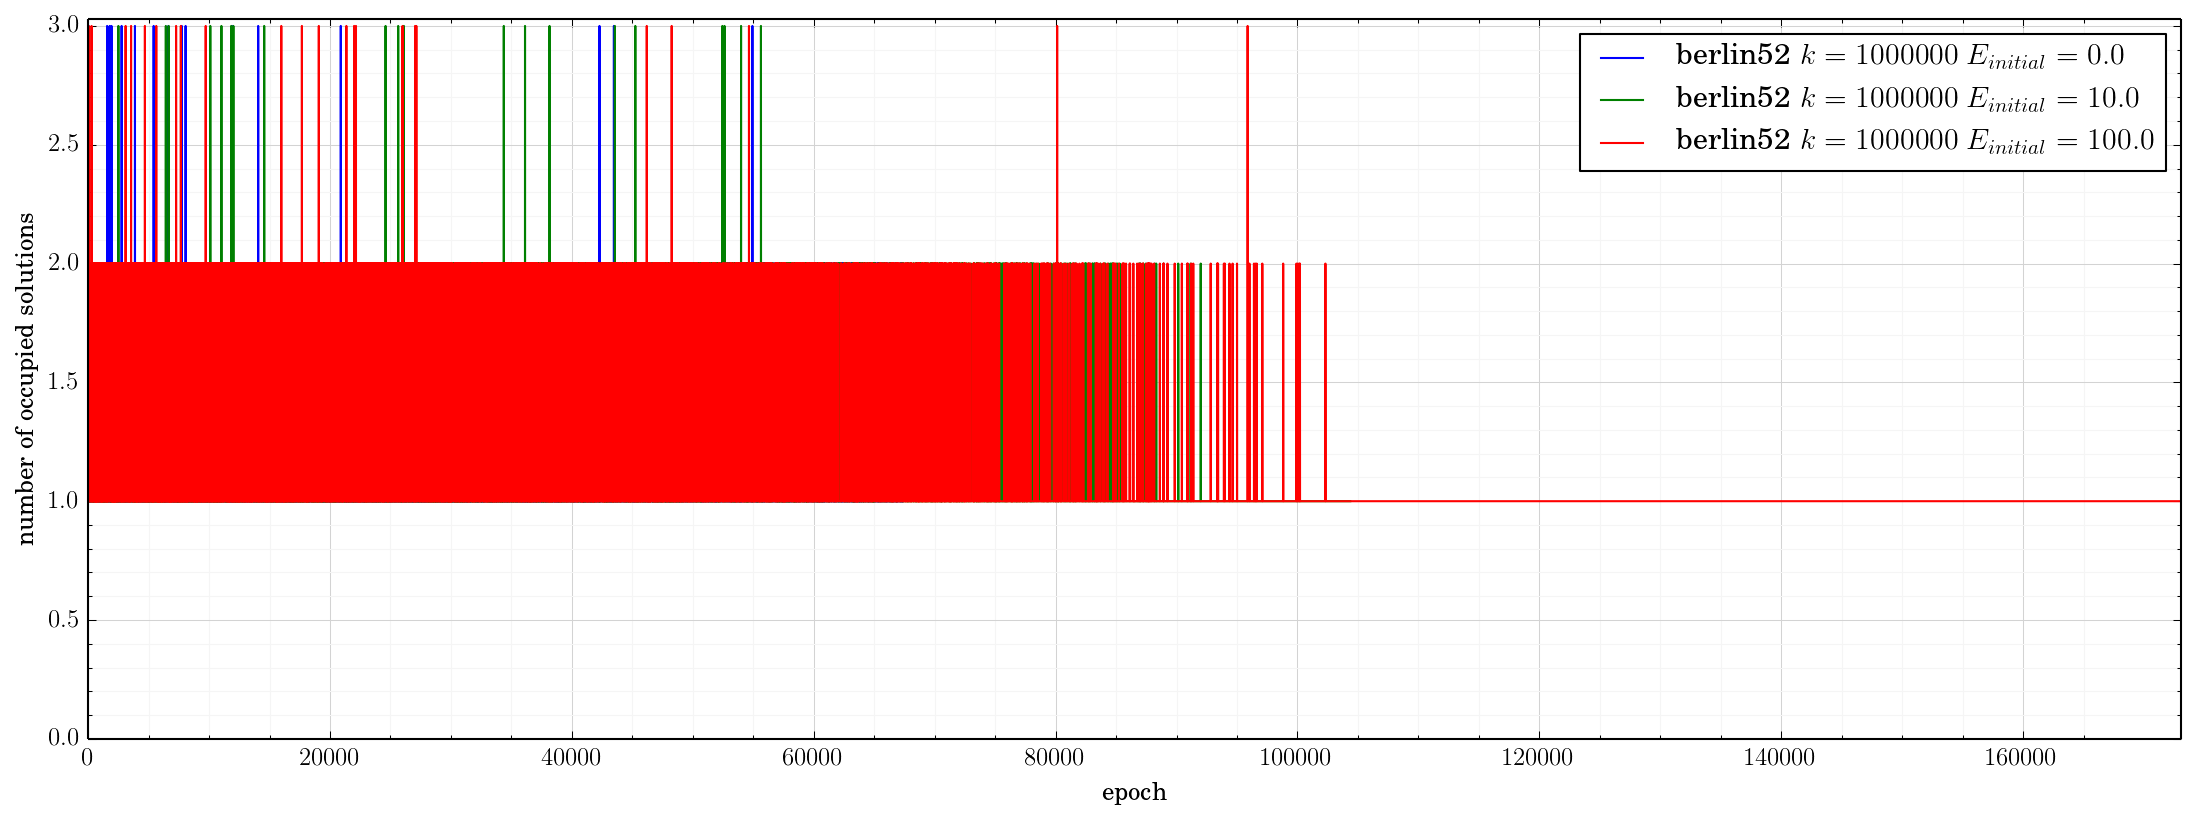 3.0
2.5
2.0
1.5
1.0
0.5
0.0
number of occupied solutions
berlin52 k = 1000000 E_initial = 0.0
berlin52 k = 1000000 E_initial = 10.0
berlin52 k = 1000000 E_initial = 100.0
0 20000 40000 60000 80000 100000 120000 140000 160000
epoch